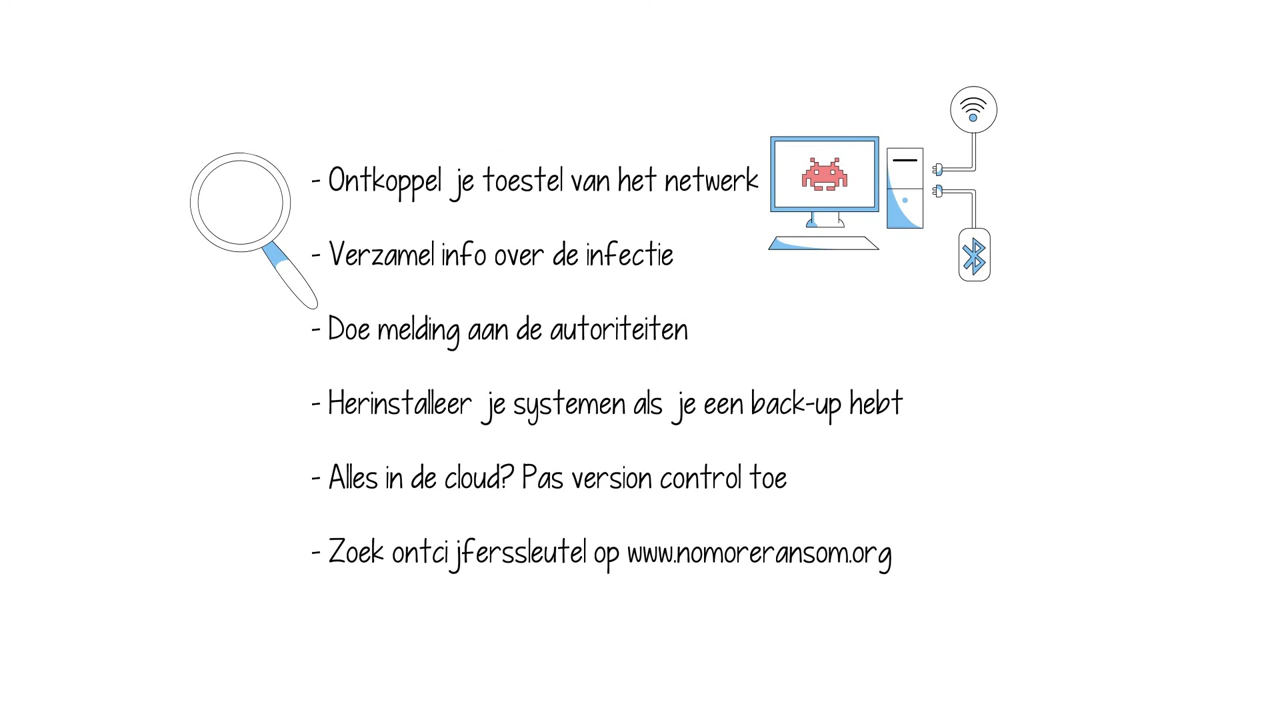 - Ontkoppel je toestel van het netwerk
- Verzamel info over de infectie
- Doe melding aan de autoriteiten
- Herinstalleer je systemen als je een back-up hebt
- Alles in de cloud? Pas version control toe
- Zoek ontcijferssleutel op www.nomoreransom.org